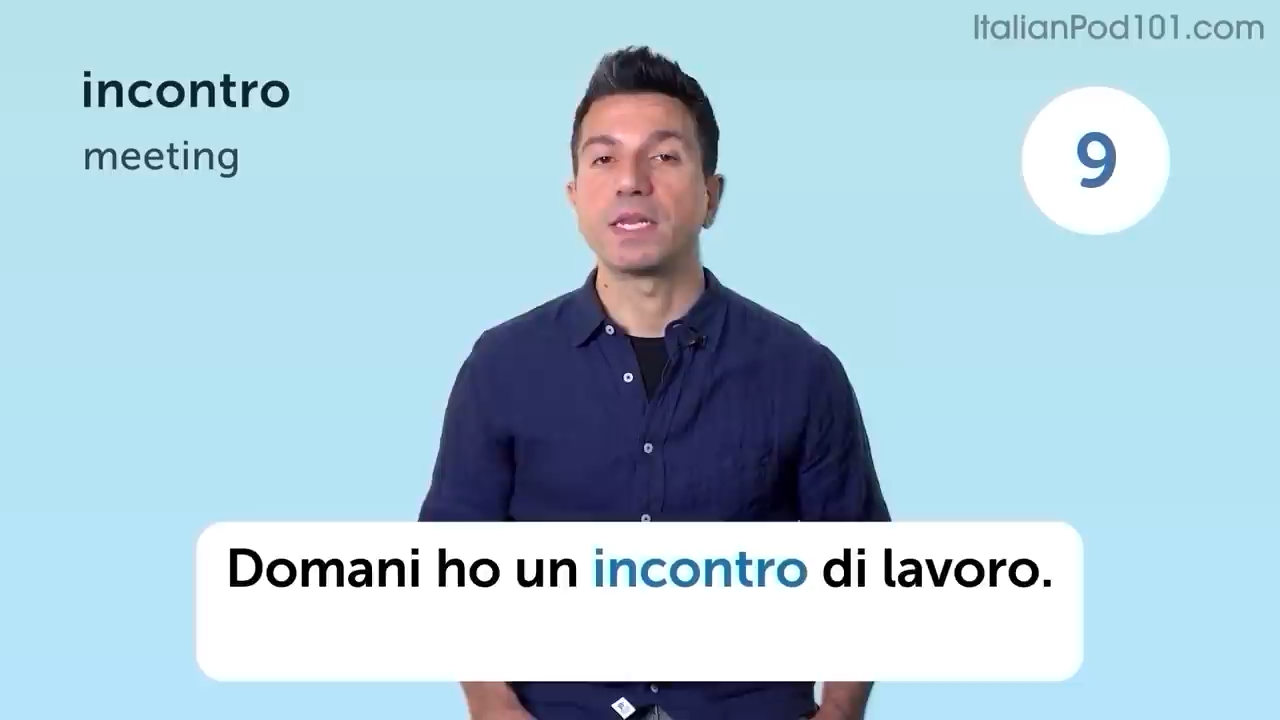 ItalianPod101.com
incontro
meeting
9
Domani ho un incontro di lavoro.